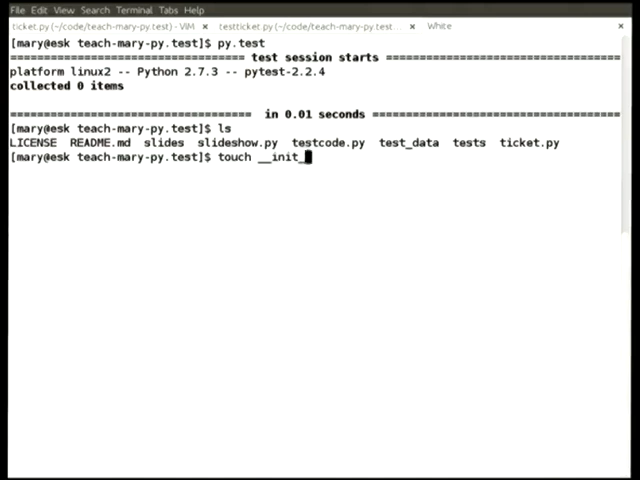 File Edit View Search Terminal Tabs Help
ticket.py (~/code/teach-mary-py.test) - VIM × testticket.py (~/code/teach-mary-py.test... × White ×
[mary@esk teach-mary-py.test]$ py.test
================================= test session starts =================================
platform linux2 -- Python 2.7.3 -- pytest-2.2.4
collected 0 items
================================== in 0.01 seconds ===================================
[mary@esk teach-mary-py.test]$ ls
LICENSE README.md slides slideshow.py testcode.py test_data tests ticket.py
[mary@esk teach-mary-py.test]$ touch __init_